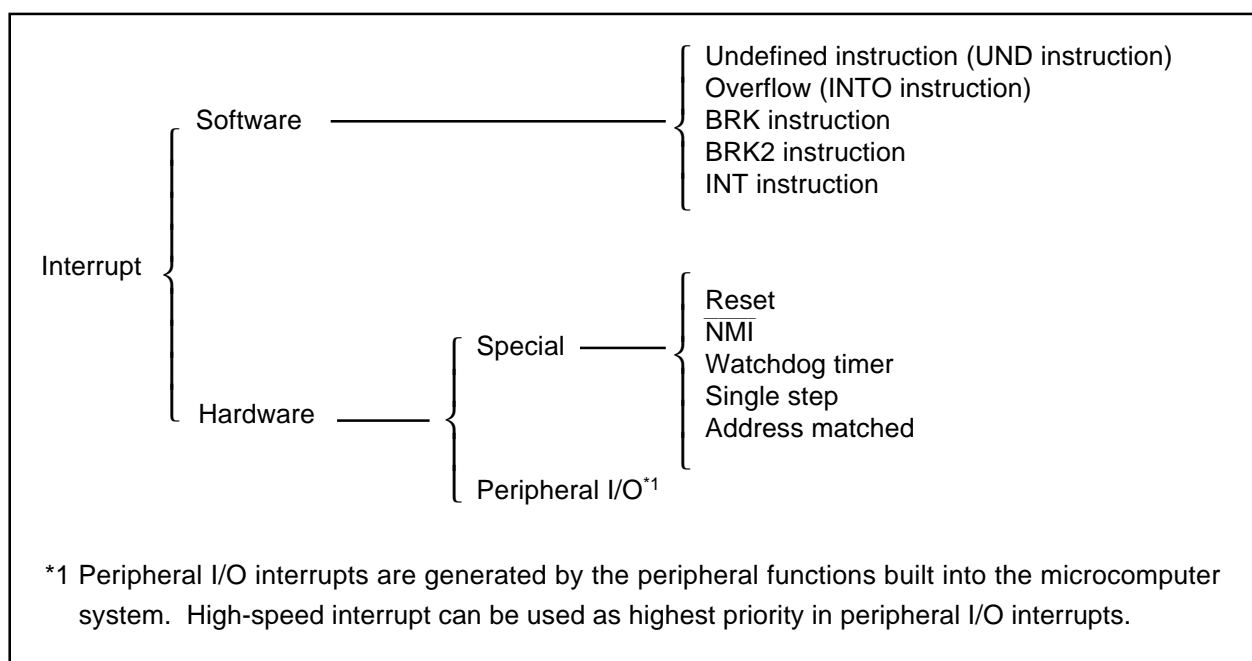 Undefined instruction (UND instruction)
Overflow (INTO instruction)
Software
BRK instruction
BRK2 instruction
INT instruction
Interrupt
Reset
NMI
Special
Watchdog timer
Single step
Hardware
Address matched
Peripheral I/O*1
*1 Peripheral I/O interrupts are generated by the peripheral functions built into the microcomputer
system. High-speed interrupt can be used as highest priority in peripheral I/O interrupts.